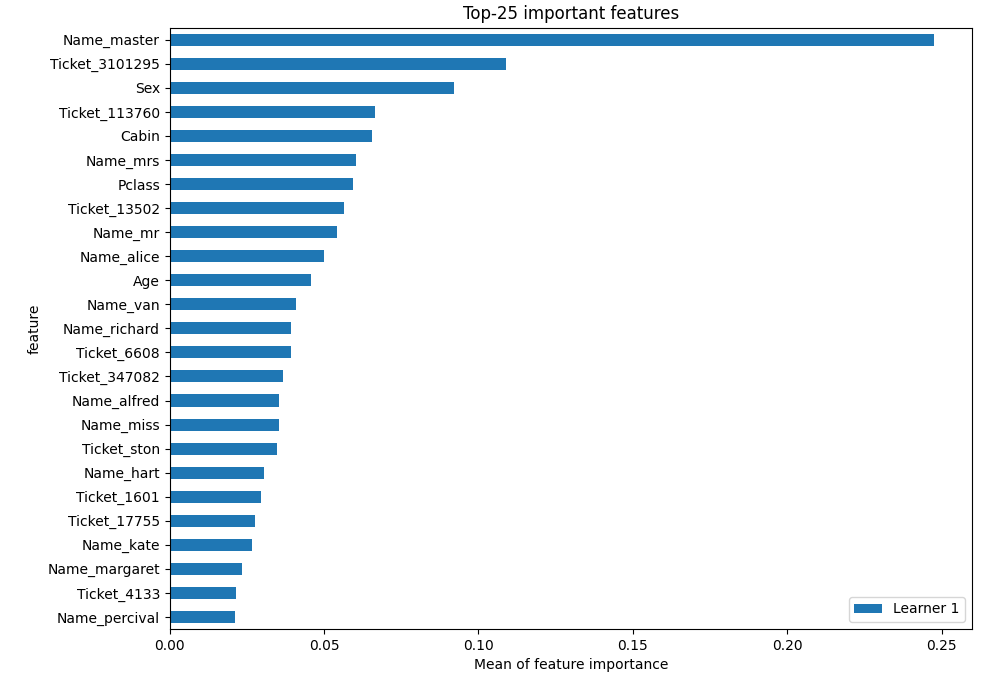 Top-25 important features
Name_master
Ticket_3101295
Sex
Ticket_113760
Cabin
Name_mrs
Pclass
Ticket_13502
Name_mr
Name_alice
Age
Name_van
Name_richard
Ticket_6608
Ticket_347082
Name_alfred
Name_miss
Ticket_ston
Name_hart
Ticket_1601
Ticket_17755
Name_kate
Name_margaret
Ticket_4133
Name_percival
feature
Learner 1
0.00 0.05 0.10 0.15 0.20 0.25
Mean of feature importance